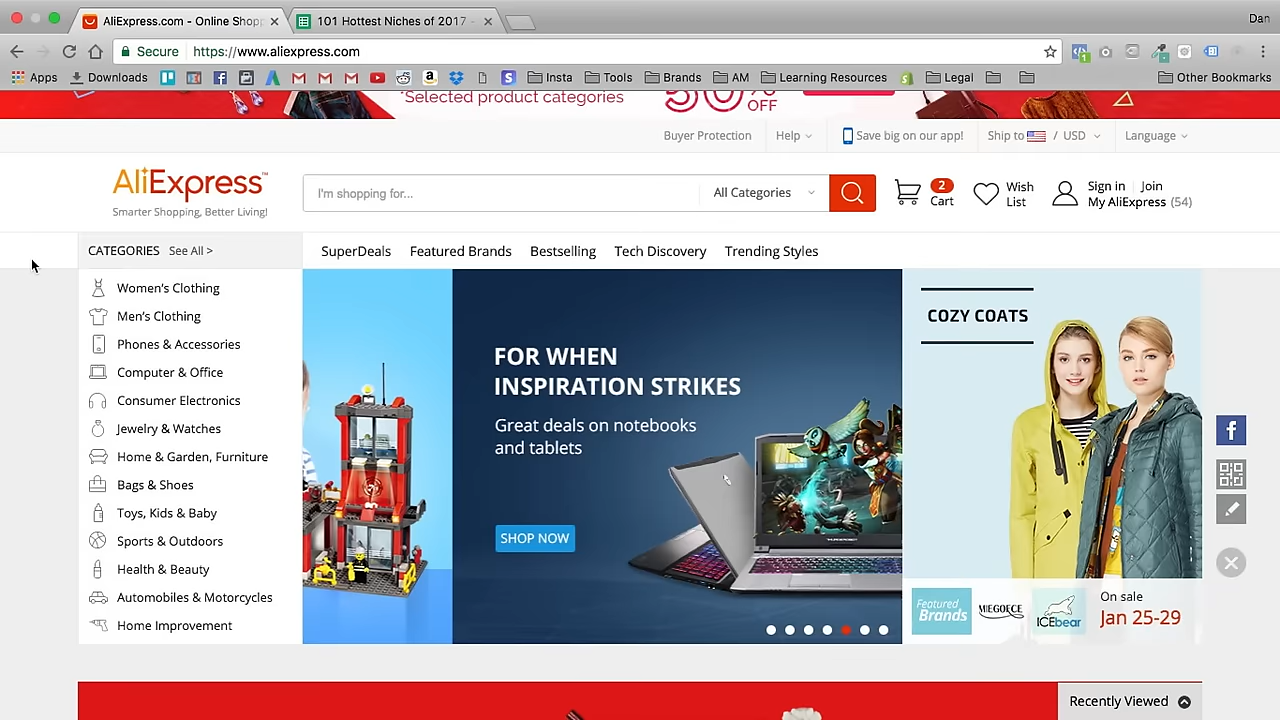 AliExpress.com - Online Shopp
101 Hottest Niches of 2017 -
Dan
Secure
https://www.aliexpress.com
1
Apps
Downloads
Insta
Tools
Brands
AM
Learning Resourc
Legal
Other Bookmarks
*Selected product categories
50%
OFF
Buyer Protection
Help
Save big on our app!
Ship to / USD
Language
AliExpress™
Smarter Shopping, Better Living!
I'm shopping for...
All Categories
2
Cart
Wish
List
Sign in | Join
My AliExpress (54)
CATEGORIES See All >
SuperDeals
Featured Brands
Bestselling
Tech Discovery
Trending Styles
Women's Clothing
Men's Clothing
Phones & Accessories
Computer & Office
Consumer Electronics
Jewelry & Watches
Home & Garden, Furniture
Bags & Shoes
Toys, Kids & Baby
Sports & Outdoors
Health & Beauty
Automobiles & Motorcycles
Home Improvement
FOR WHEN
INSPIRATION STRIKES
Great deals on notebooks
and tablets
SHOP NOW
COZY COATS
Featured
Brands
MIEGOFCE
ICEbear
On sale
Jan 25-29
Recently Viewed